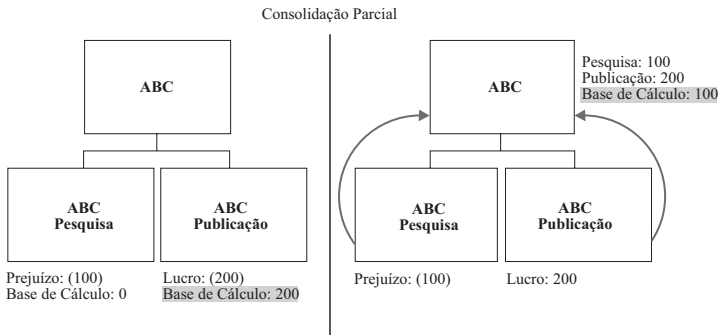 Consolidação Parcial
ABC
ABC
Pesquisa
ABC
Publicação
Prejuízo: (100)
Base de Cálculo: 0
Lucro: (200)
Base de Cálculo: 200
ABC
Pesquisa: 100
Publicação: 200
Base de Cálculo: 100
ABC
Pesquisa
ABC
Publicação
Prejuízo: (100)
Lucro: 200